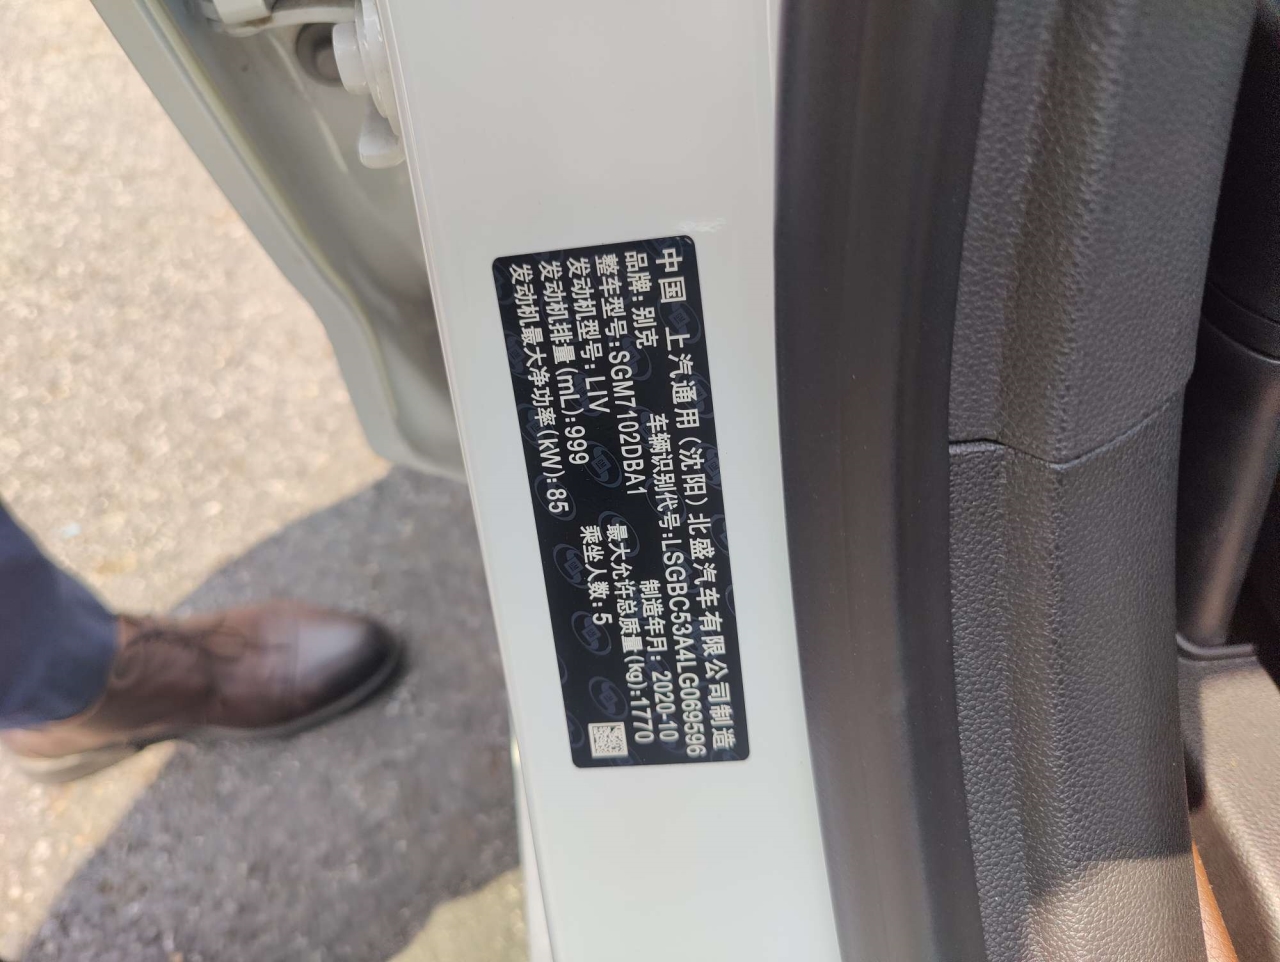 中国 上汽通用(沈阳)北盛汽车有限公司制造
品牌:别克 车辆识别代号:LSGBC53A4LG069596
整车型号:SGM7102DBA1 制造年月:2020-10
发动机型号:LIV 最大允许总质量(kg):1770
发动机排量(mL):999 乘坐人数:5
发动机最大净功率(kW):85